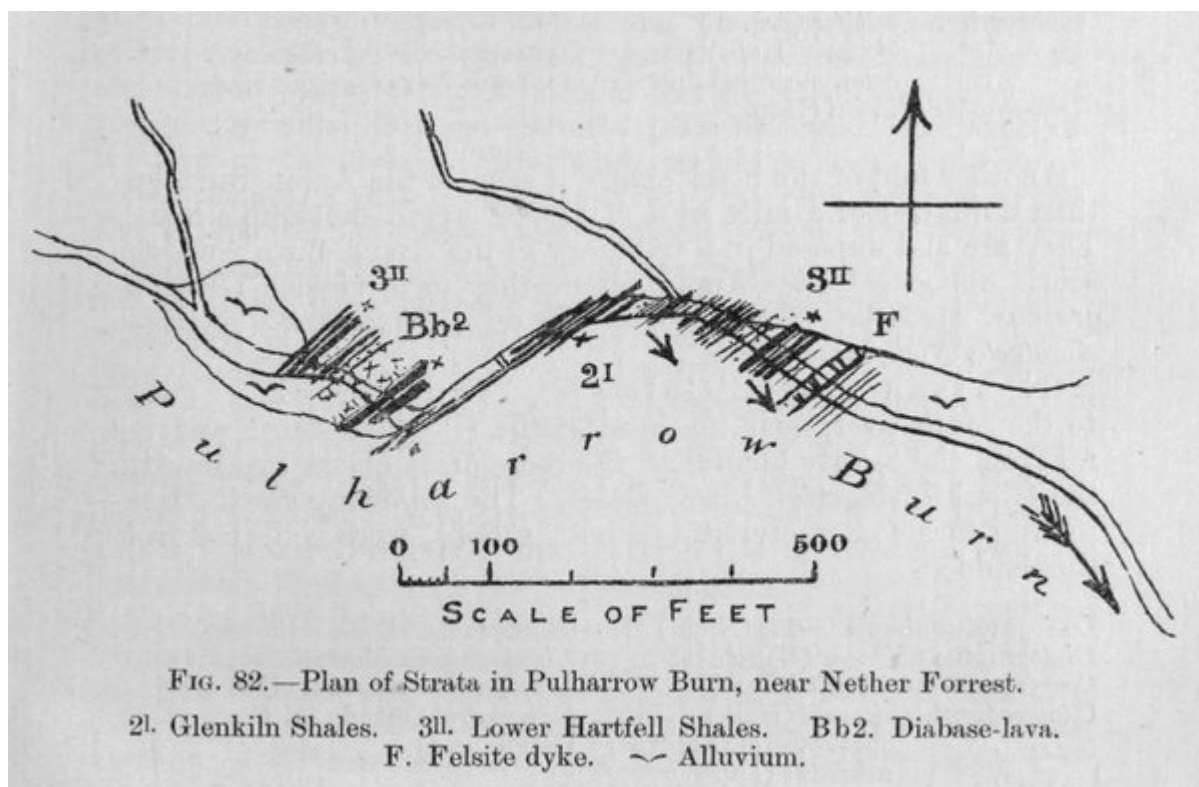 3II
Bb2
3II
F
2I
Pulharrow Burn
0 100 500
SCALE OF FEET
FIG. 82.—Plan of Strata in Pulharrow Burn, near Nether Forrest.
2I. Glenkiln Shales. 3II. Lower Hartfell Shales. Bb2. Diabase-lava.
F. Felsite dyke. Alluvium.